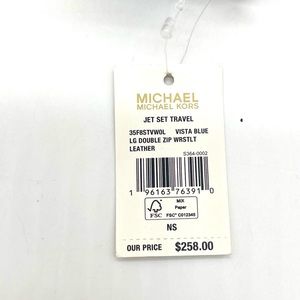 MICHAEL
MICHAEL KORS
JET SET TRAVEL
35F8STVW0L VISTA BLUE
LG DOUBLE ZIP WRSTLT
LEATHER
S364-0002
1 96163 76391 0
FSC
MIX
Paper
FSC® C012345
NS
OUR PRICE $258.00